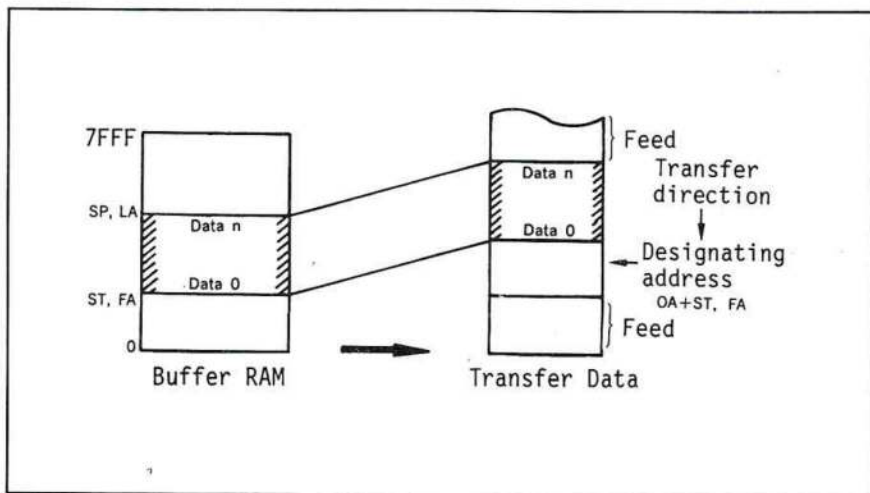 7FFF
SP, LA
Data n
Data 0
ST, FA
0
Buffer RAM
Feed
Data n
Data 0
Transfer
direction
Designating
address
OA+ST, FA
Feed
Transfer Data